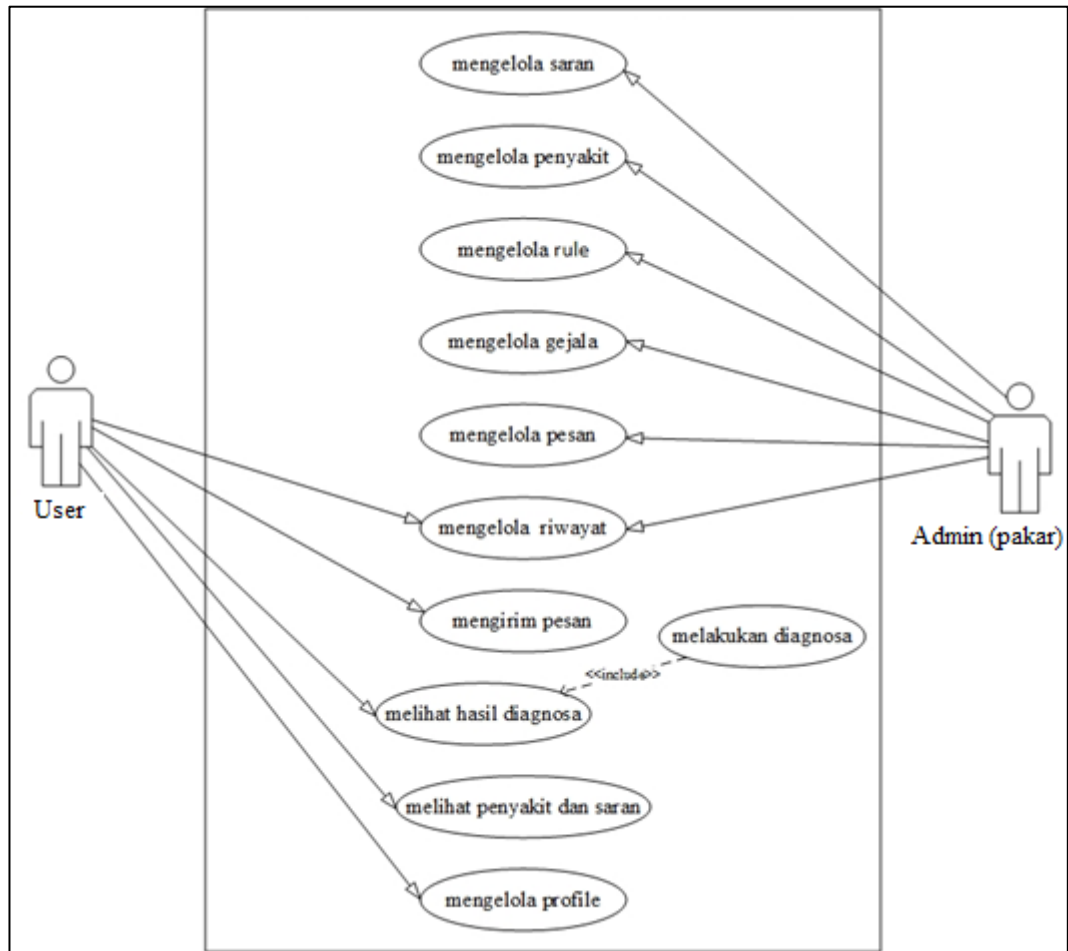 mengelola saran
mengelola penyakit
mengelola rule
mengelola gejala
mengelola pesan
User
mengelola riwayat
Admin (pakar)
mengirim pesan
melakukan diagnosa
<<include>>
melihat hasil diagnosa
melihat penyakit dan saran
mengelola profile